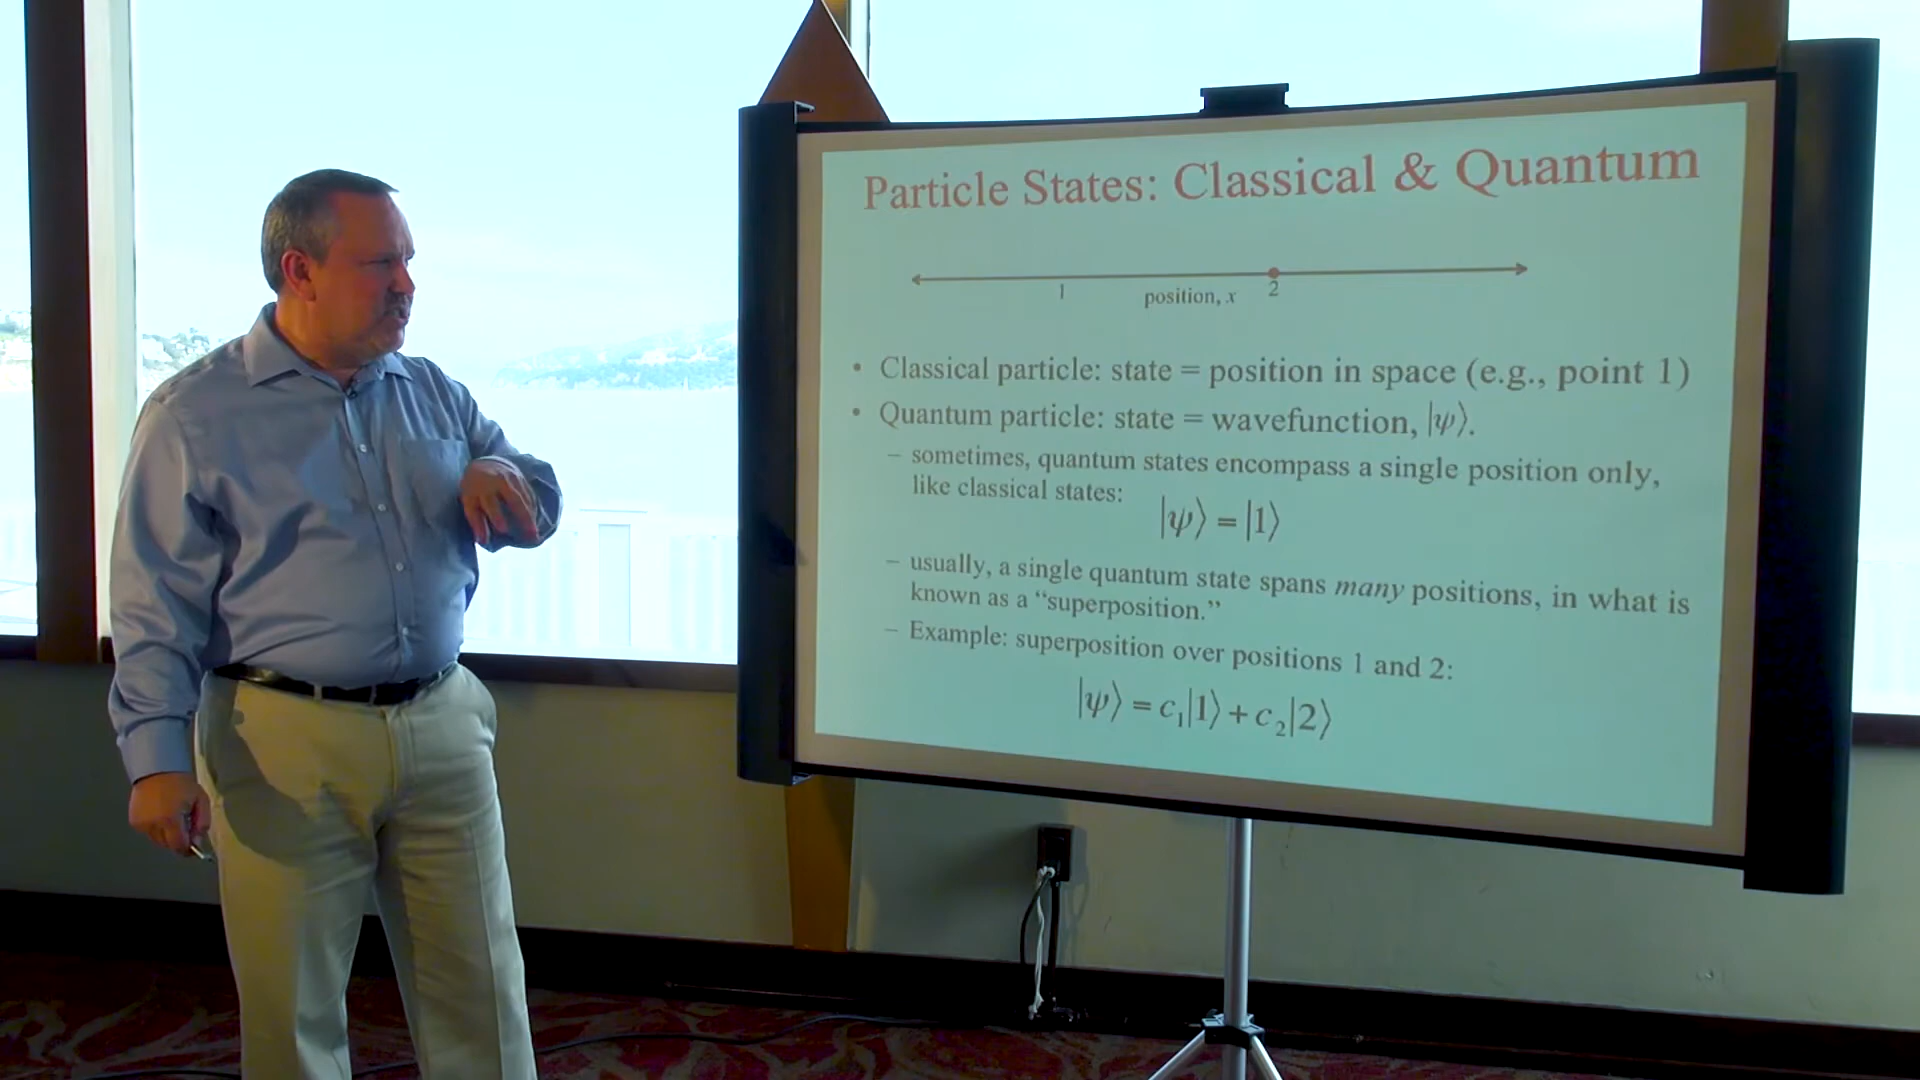 Particle States: Classical & Quantum
1 position, x 2
• Classical particle: state = position in space (e.g., point 1)
• Quantum particle: state = wavefunction, |ψ⟩.
– sometimes, quantum states encompass a single position only,
like classical states:
|ψ⟩ = |1⟩
– usually, a single quantum state spans many positions, in what is
known as a “superposition.”
– Example: superposition over positions 1 and 2:
|ψ⟩ = c₁|1⟩ + c₂|2⟩